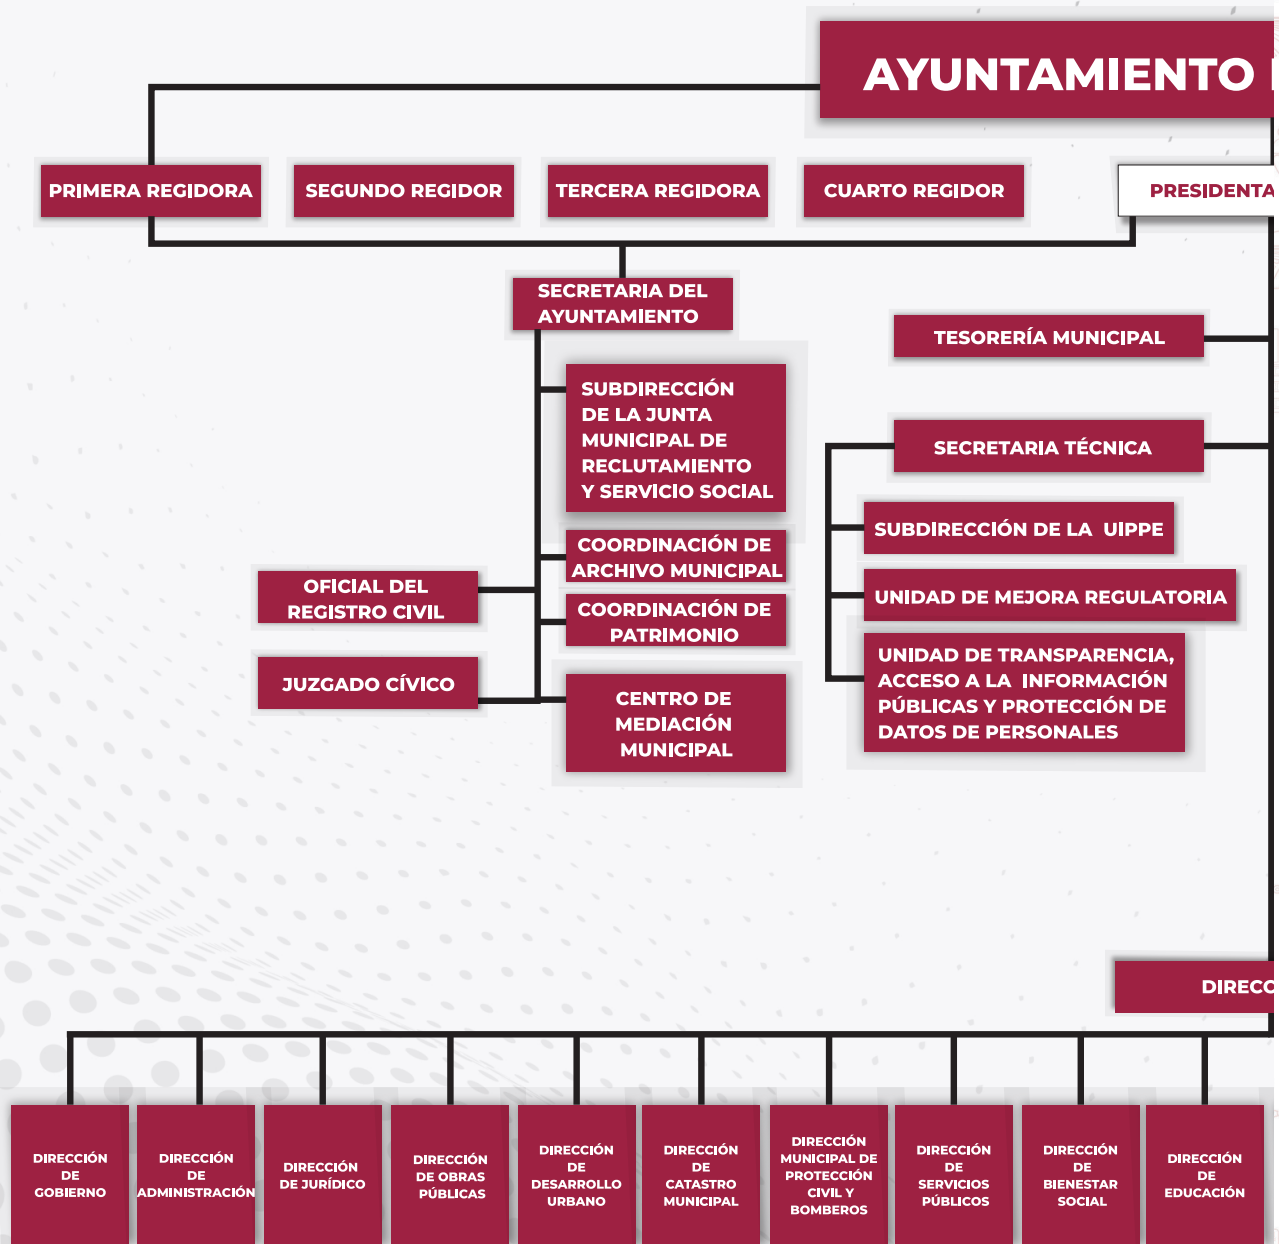 AYUNTAMIENTO
PRIMERA REGIDORA
SEGUNDO REGIDOR
TERCERA REGIDORA
CUARTO REGIDOR
PRESIDENTA
SECRETARIA DEL
AYUNTAMIENTO
TESORERÍA MUNICIPAL
SUBDIRECCIÓN
DE LA JUNTA
MUNICIPAL DE
RECLUTAMIENTO
Y SERVICIO SOCIAL
SECRETARIA TÉCNICA
SUBDIRECCIÓN DE LA UIPPE
COORDINACIÓN DE
ARCHIVO MUNICIPAL
OFICIAL DEL
REGISTRO CIVIL
UNIDAD DE MEJORA REGULATORIA
COORDINACIÓN DE
PATRIMONIO
UNIDAD DE TRANSPARENCIA,
ACCESO A LA INFORMACIÓN
PÚBLICAS Y PROTECCIÓN DE
DATOS DE PERSONALES
JUZGADO CÍVICO
CENTRO DE
MEDIACIÓN
MUNICIPAL
DIRECC
DIRECCIÓN
DE
GOBIERNO
DIRECCIÓN
DE
ADMINISTRACIÓN
DIRECCIÓN
DE JURÍDICO
DIRECCIÓN
DE OBRAS
PÚBLICAS
DIRECCIÓN
DE
DESARROLLO
URBANO
DIRECCIÓN
DE
CATASTRO
MUNICIPAL
DIRECCIÓN
MUNICIPAL DE
PROTECCIÓN
CIVIL Y
BOMBEROS
DIRECCIÓN
DE
SERVICIOS
PÚBLICOS
DIRECCIÓN
DE
BIENESTAR
SOCIAL
DIRECCIÓN
DE
EDUCACIÓN